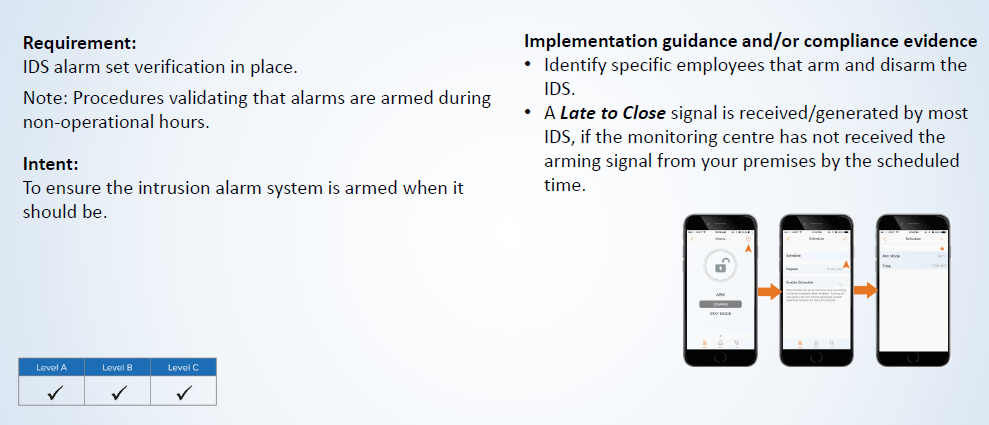 Requirement:
IDS alarm set verification in place.
Note: Procedures validating that alarms are armed during
non-operational hours.
Intent:
To ensure the intrusion alarm system is armed when it
should be.
Implementation guidance and/or compliance evidence
• Identify specific employees that arm and disarm the
IDS.
• A Late to Close signal is received/generated by most
IDS, if the monitoring centre has not received the
arming signal from your premises by the scheduled
time.
Home
ARM
DISARM
STAY MODE
Schedule
Schedule
Repeat
Enable Schedule
Schedule
Arm Mode
Time
Level A
Level B
Level C